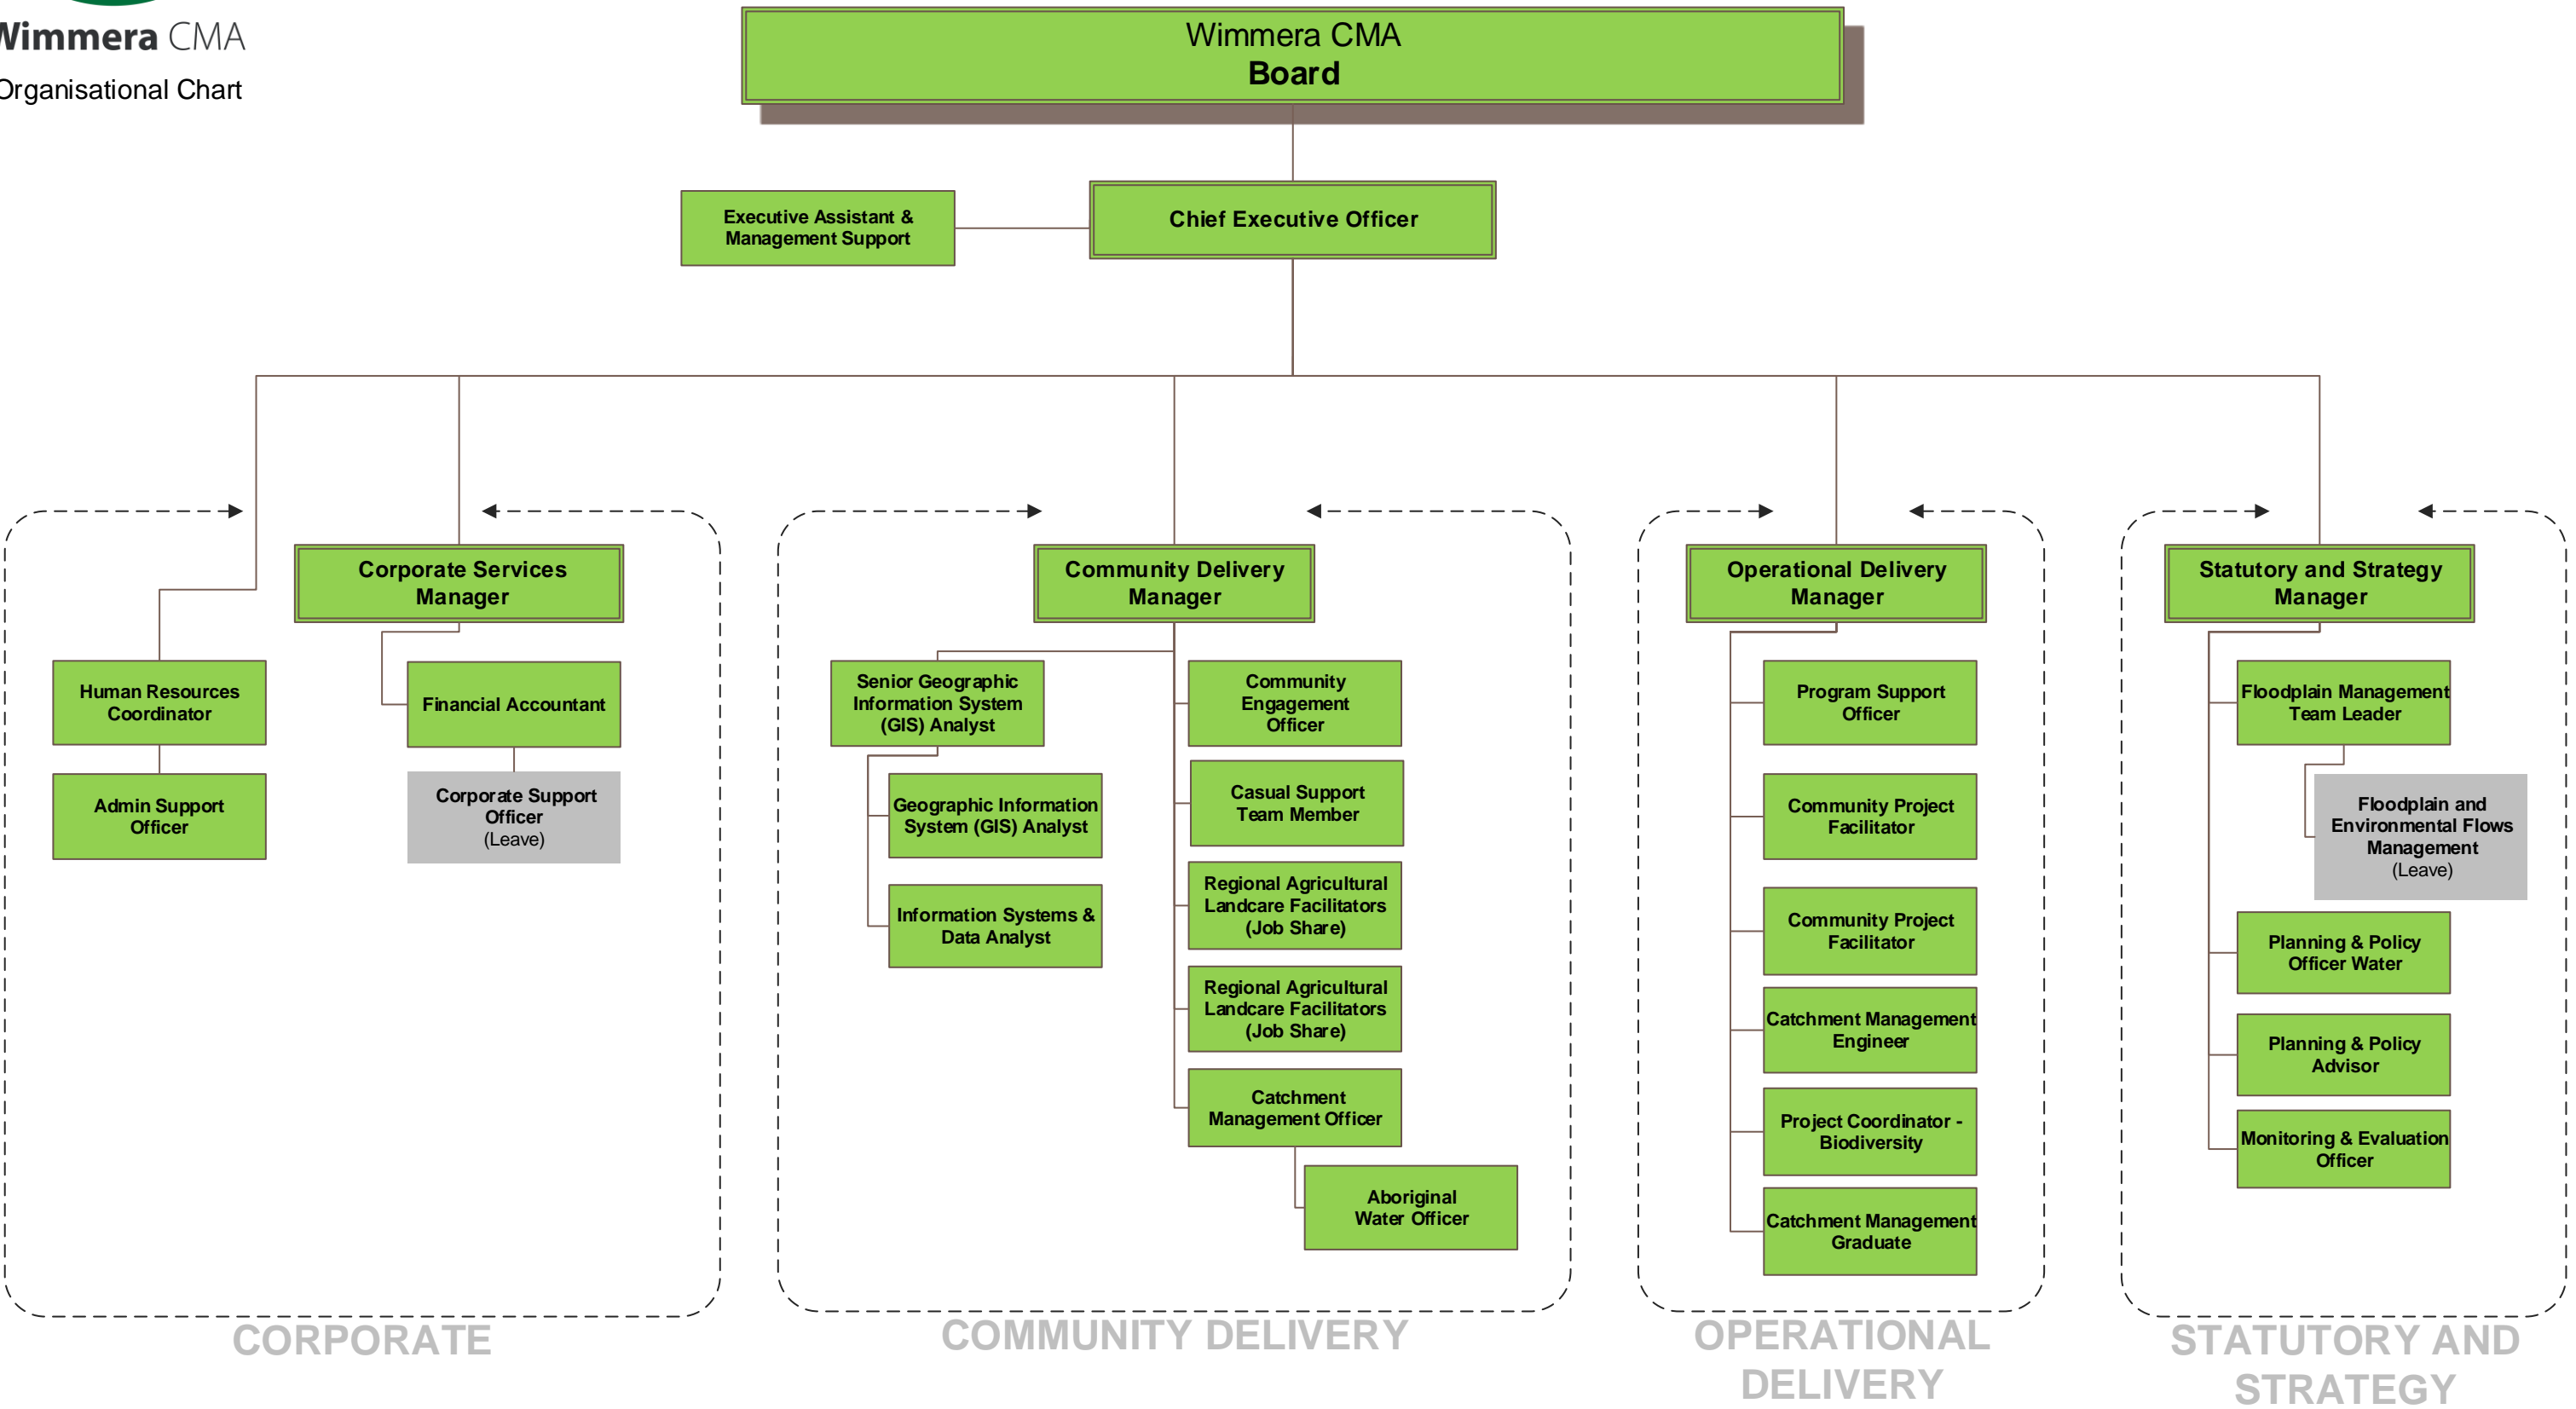 Wimmera CMA
Organisational Chart
Wimmera CMA
Board
Executive Assistant &
Management Support
Chief Executive Officer
Corporate Services
Manager
Human Resources
Coordinator
Admin Support
Officer
Financial Accountant
Corporate Support
Officer
(Leave)
CORPORATE
Community Delivery
Manager
Senior Geographic
Information System
(GIS) Analyst
Geographic Information
System (GIS) Analyst
Information Systems &
Data Analyst
Community
Engagement
Officer
Casual Support
Team Member
Regional Agricultural
Landcare Facilitators
(Job Share)
Regional Agricultural
Landcare Facilitators
(Job Share)
Catchment
Management Officer
Aboriginal
Water Officer
COMMUNITY DELIVERY
Operational Delivery
Manager
Program Support
Officer
Community Project
Facilitator
Community Project
Facilitator
Catchment Management
Engineer
Project Coordinator -
Biodiversity
Catchment Management
Graduate
OPERATIONAL
DELIVERY
Statutory and Strategy
Manager
Floodplain Management
Team Leader
Floodplain and
Environmental Flows
Management
(Leave)
Planning & Policy
Officer Water
Planning & Policy
Advisor
Monitoring & Evaluation
Officer
STATUTORY AND
STRATEGY